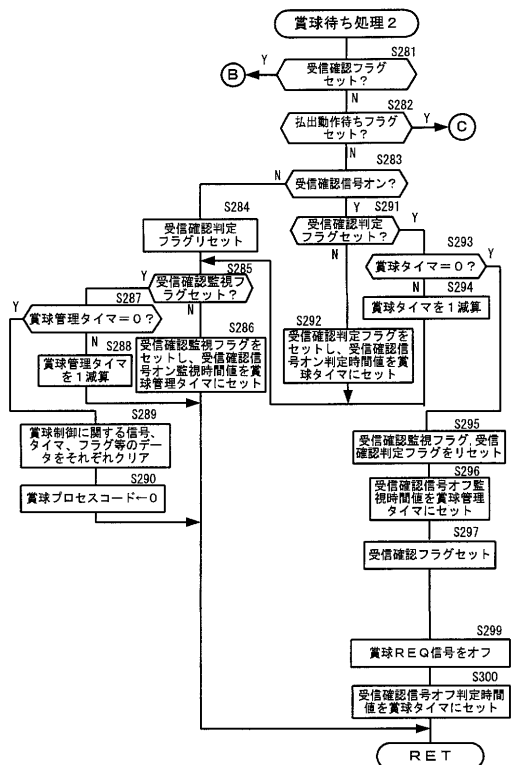 賞球待ち処理2
S281
Y
受信確認フラグ
セット?
B
N
S282
払出動作待ちフラグ
セット?
Y
C
N
S283
N
受信確認信号オン?
S284
Y
S291
受信確認判定
フラグリセット
受信確認判定
フラグセット?
Y
S293
S285
N
賞球タイマ=0?
Y
Y
S287
受信確認監視フ
ラグセット?
N
S294
Y
賞球管理タイマ=0?
賞球タイマを1減算
N
S286
S292
N
S288
受信確認監視フラグを
セットし、受信確認信
号オン監視時間値を賞
球管理タイマにセット
受信確認判定フラグを
セットし、受信確認信
号オン判定時間値を賞
球タイマにセット
賞球管理タイマ
を1減算
S289
賞球制御に関する信号、
タイマ、フラグ等のデー
タをそれぞれクリア
S295
受信確認監視フラグ,受信
確認判定フラグをリセット
S290
S296
賞球プロセスコード←0
受信確認信号オフ監
視時間値を賞球管理
タイマにセット
S297
受信確認フラグセット
S299
賞球REQ信号をオフ
S300
受信確認信号オフ判定時間
値を賞球タイマにセット
RET